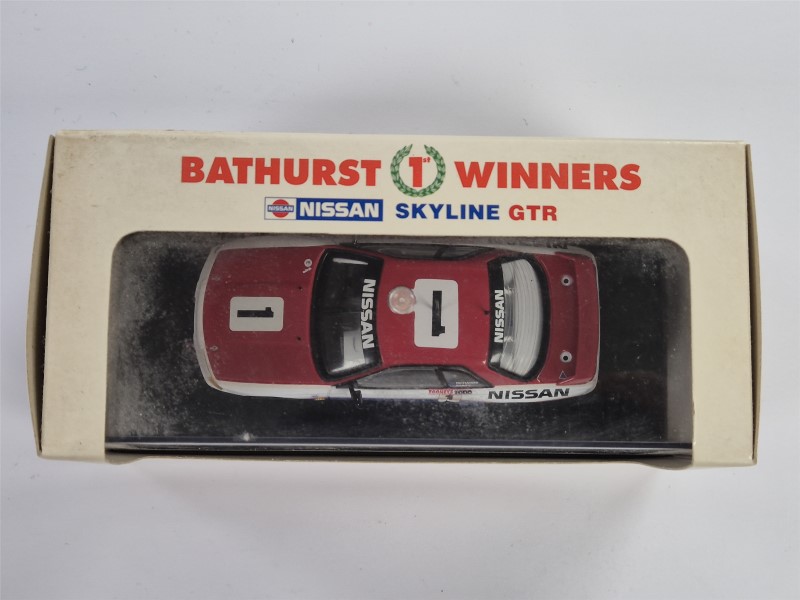 BATHURST 1st WINNERS
NISSAN NISSAN SKYLINE GTR
1
NISSAN
1
NISSAN
NISSAN